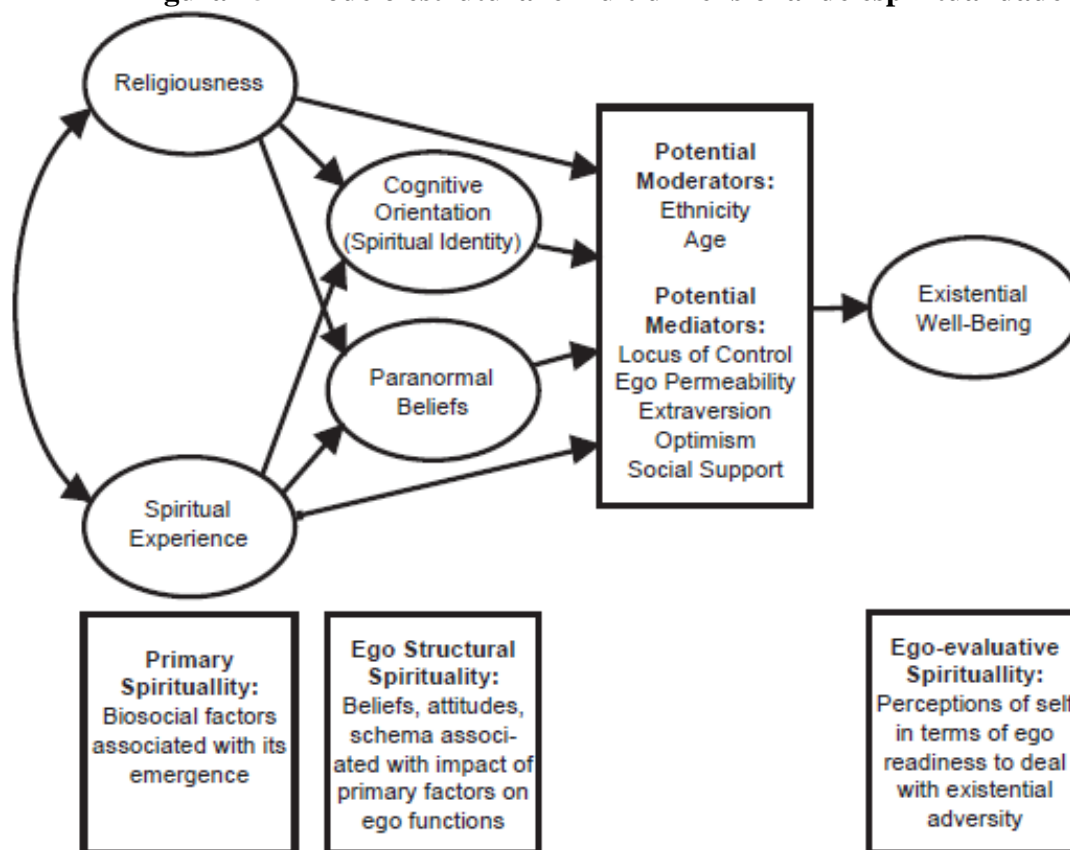 Religiousness
Cognitive
Orientation
(Spiritual Identity)
Paranormal
Beliefs
Spiritual
Experience
Potential
Moderators:
Ethnicity
Age
Potential
Mediators:
Locus of Control
Ego Permeability
Extraversion
Optimism
Social Support
Existential
Well-Being
Primary
Spirituallity:
Biosocial factors
associated with its
emergence
Ego Structural
Spirituality:
Beliefs, attitudes,
schema associ-
ated with impact of
primary factors on
ego functions
Ego-evaluative
Spirituallity:
Perceptions of self
in terms of ego
readiness to deal
with existential
adversity